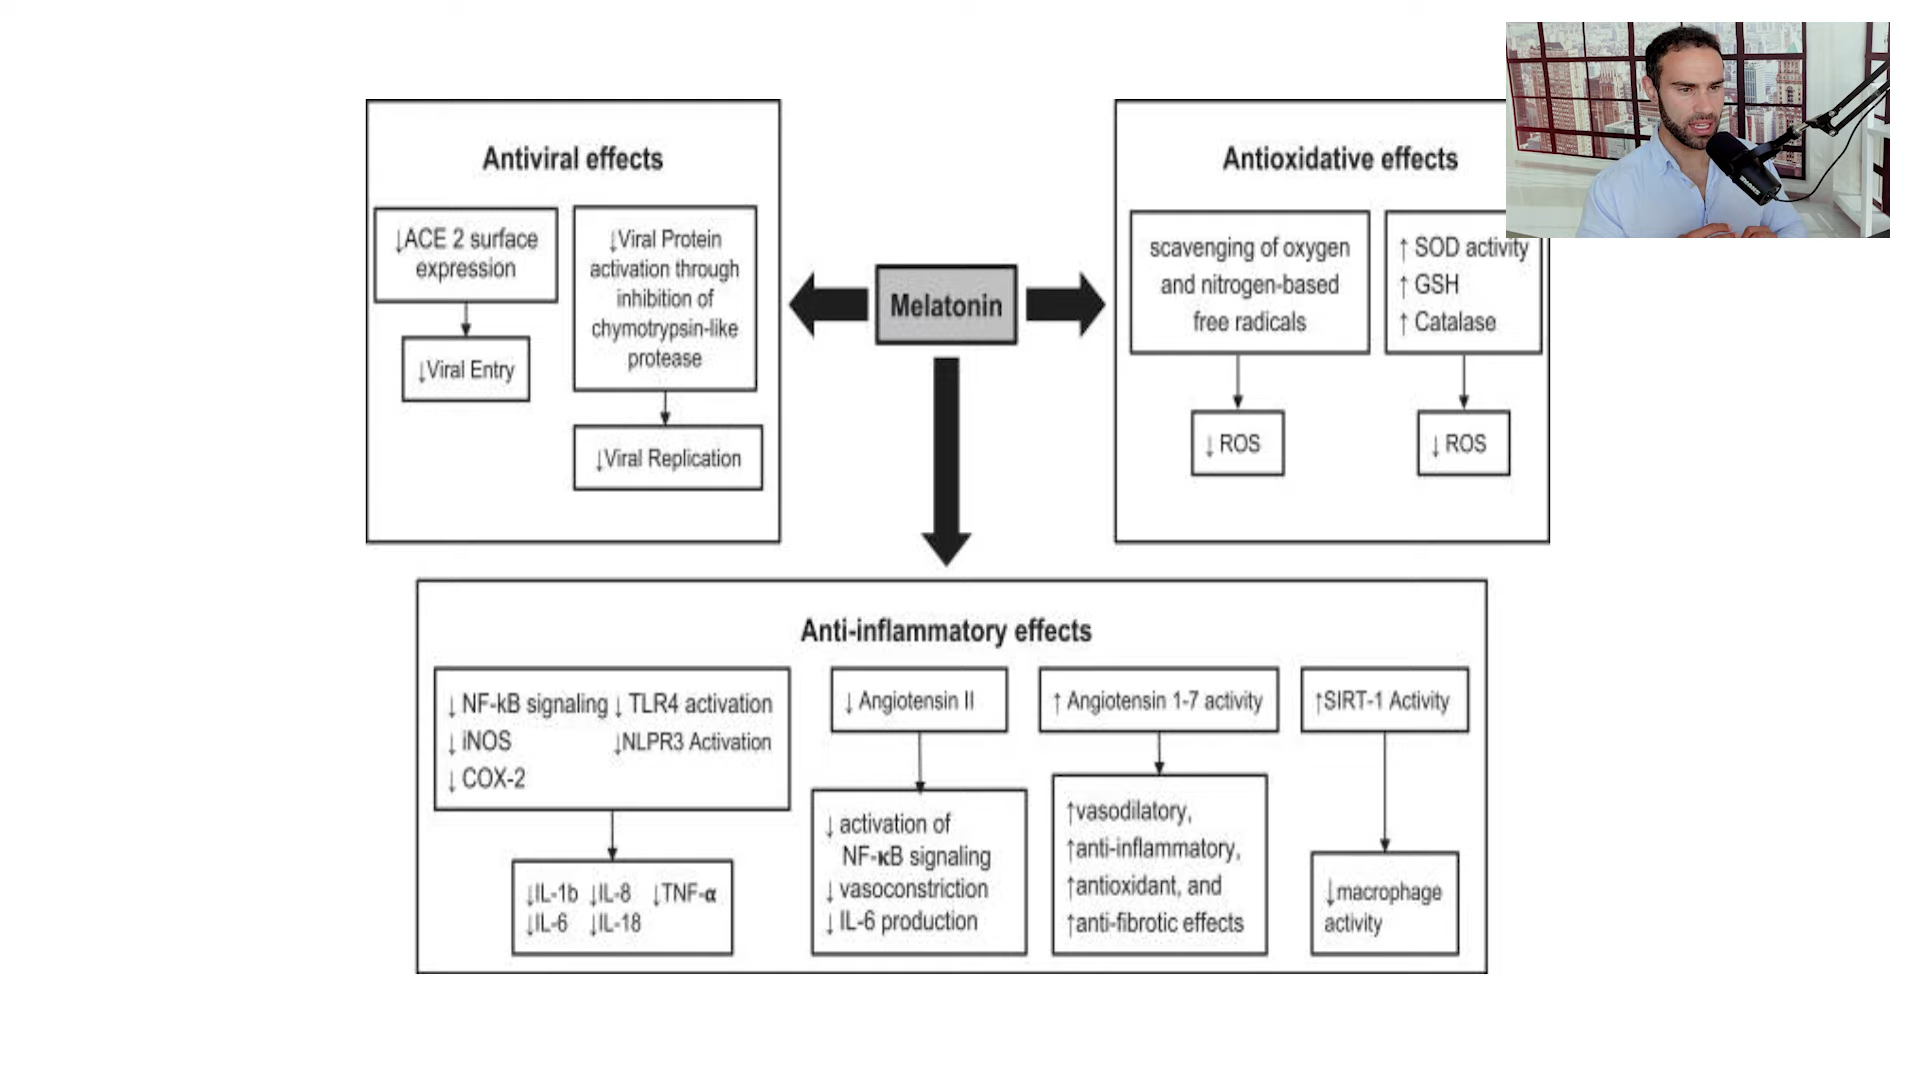 Antiviral effects
↓ACE 2 surface
expression
↓Viral Entry
↓Viral Protein
activation through
inhibition of
chymotrypsin-like
protease
↓Viral Replication
Melatonin
Antioxidative effects
scavenging of oxygen
and nitrogen-based
free radicals
↓ ROS
↑ SOD activity
↑ GSH
↑ Catalase
↓ ROS
Anti-inflammatory effects
↓ NF-kB signaling ↓ TLR4 activation
↓ iNOS ↓NLPR3 Activation
↓ COX-2
↓IL-1b ↓IL-8 ↓TNF-α
↓IL-6 ↓IL-18
↓ Angiotensin II
↓ activation of
NF-κB signaling
↓ vasoconstriction
↓ IL-6 production
↑ Angiotensin 1-7 activity
↑vasodilatory,
↑anti-inflammatory,
↑antioxidant, and
↑anti-fibrotic effects
↑SIRT-1 Activity
↓macrophage
activity